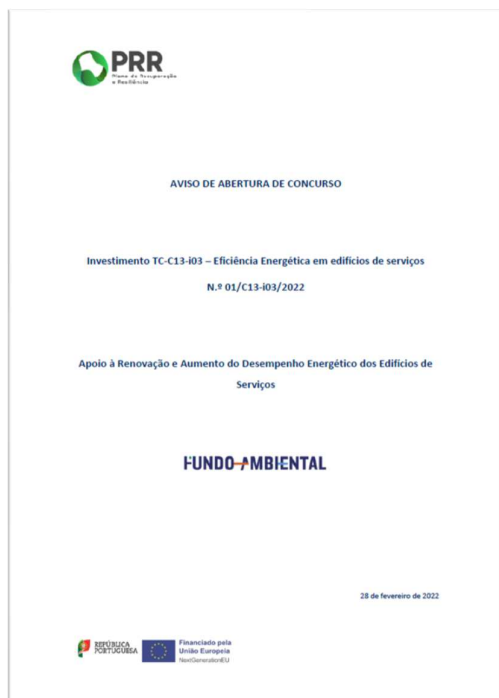 PRR
Plano de Recuperação
e Resiliência
AVISO DE ABERTURA DE CONCURSO
Investimento TC-C13-i03 – Eficiência Energética em edifícios de serviços
N.º 01/C13-i03/2022
Apoio à Renovação e Aumento do Desempenho Energético dos Edifícios de
Serviços
FUNDO AMBIENTAL
28 de fevereiro de 2022
REPÚBLICA
PORTUGUESA
Financiado pela
União Europeia
NextGenerationEU